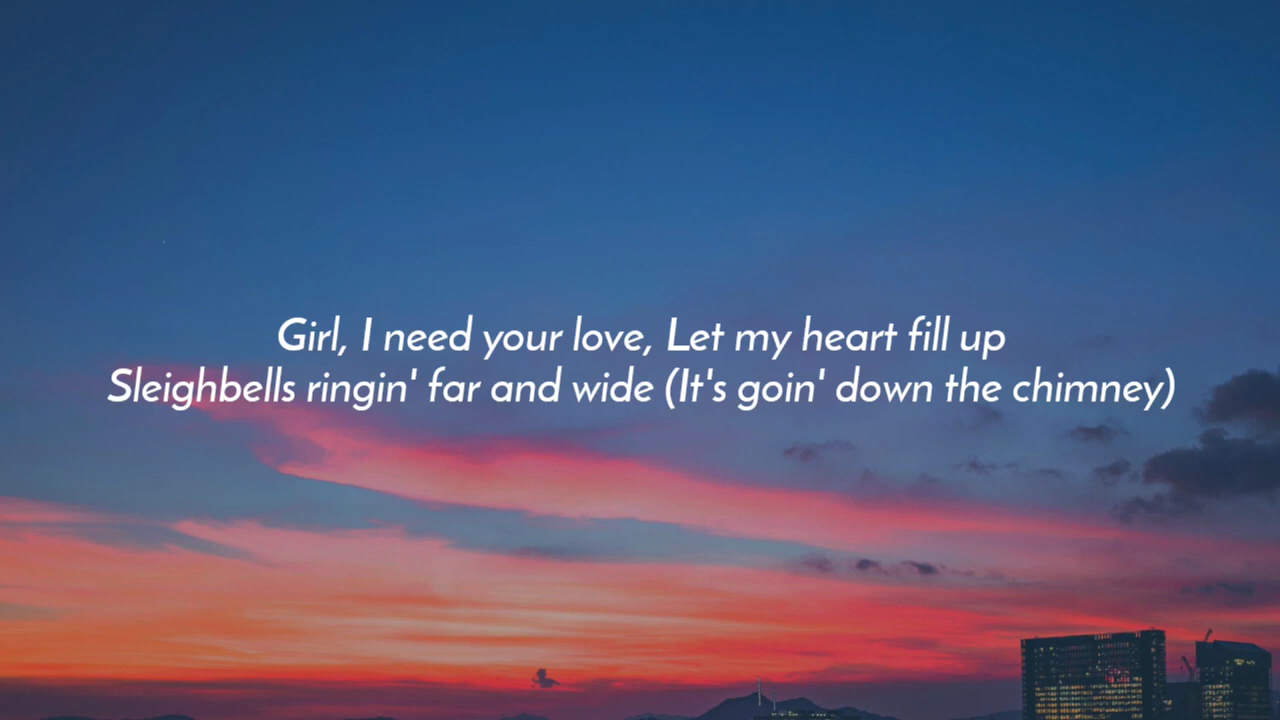 Girl, I need your love, Let my heart fill up
Sleighbells ringin' far and wide (It's goin' down the chimney)